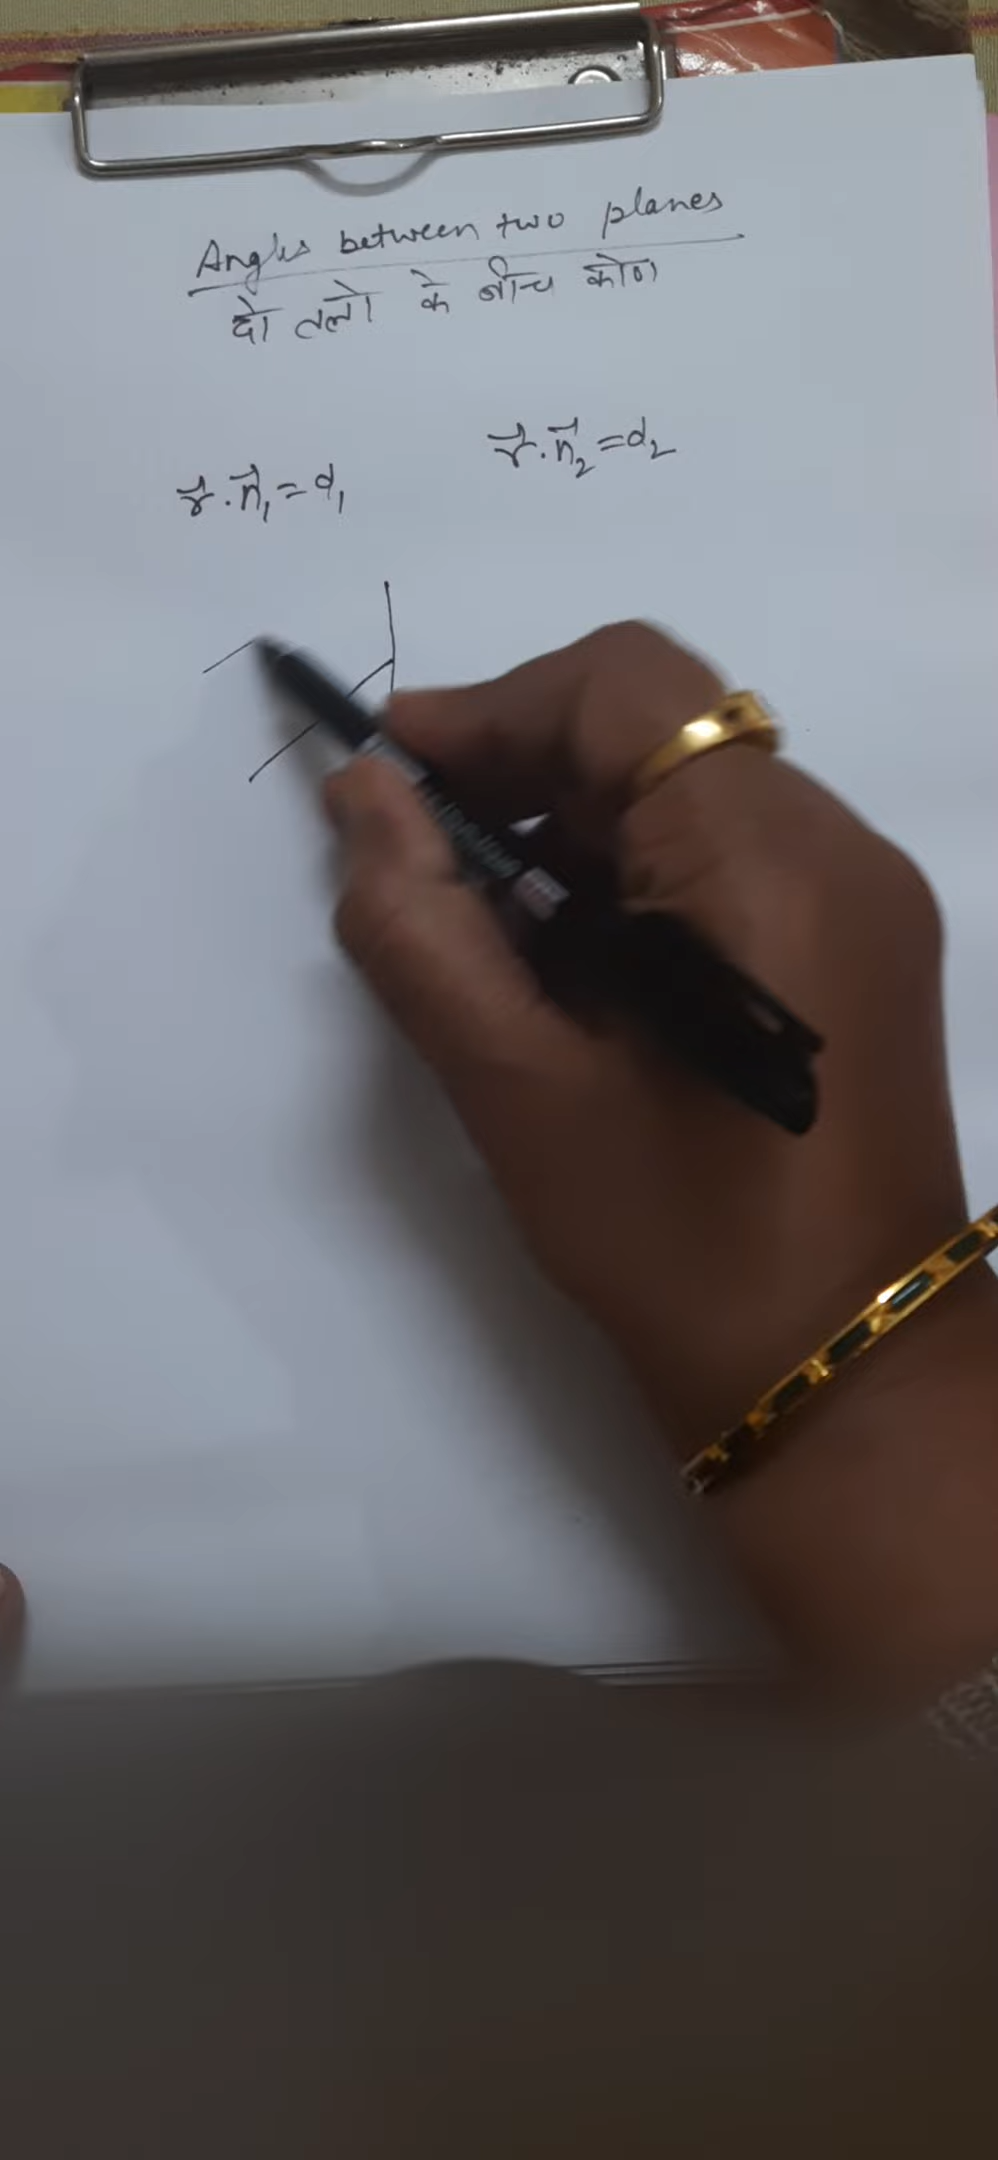 Angles between two planes
दो तलो के बीच कोण
r⃗.n⃗₁=d₁
r⃗.n⃗₂=d₂